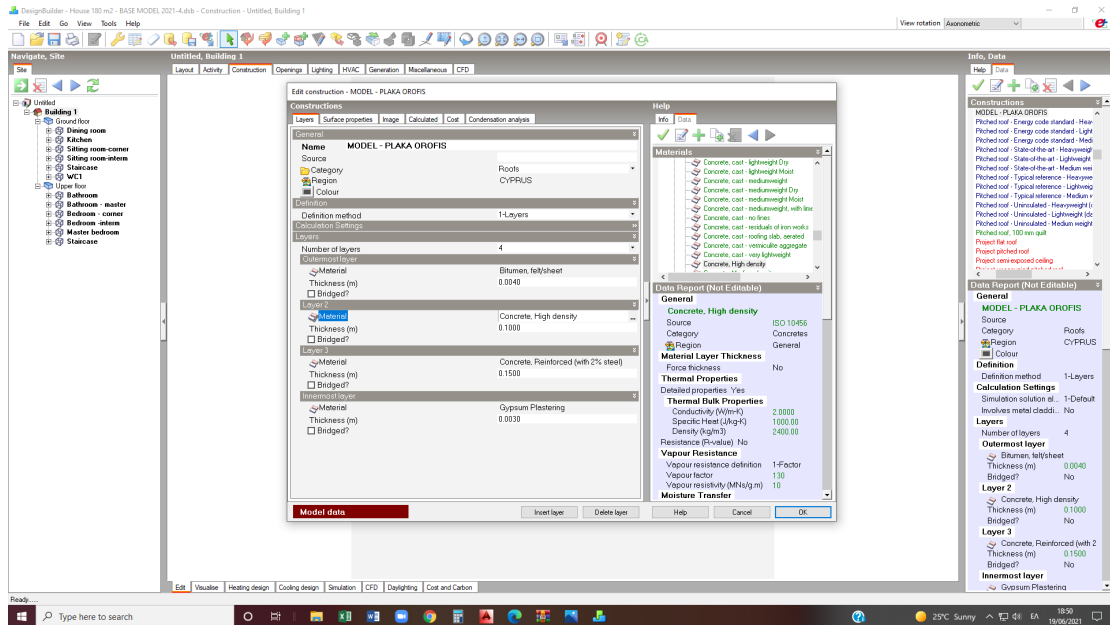 DesignBuilder - House 180 m2 - BASE MODEL 2021-4.dsb - Construction - Untitled, Building 1
File Edit Go View Tools Help
View rotation Axonometric
Navigate, Site
Site
Untitled
Building 1
Ground floor
Dining room
Kitchen
Sitting room-corner
Sitting room-interm
Staircase
WC1
Upper floor
Bathroom
Bathroom - master
Bedroom - corner
Bedroom -interm
Master bedroom
Staircase
Untitled, Building 1
Layout Activity Construction Openings Lighting HVAC Generation Miscellaneous CFD
Edit construction - MODEL - PLAKA OROFIS
Constructions
Layers Surface properties Image Calculated Cost Condensation analysis
General
Name MODEL - PLAKA OROFIS
Source
Category Roofs
Region CYPRUS
Colour
Definition
Definition method 1-Layers
Calculation Settings
Layers
Number of layers 4
Outermost layer
Material Bitumen, felt/sheet
Thickness (m) 0.0040
Bridged?
Layer 2
Material Concrete, High density ...
Thickness (m) 0.1000
Bridged?
Layer 3
Material Concrete, Reinforced (with 2% steel)
Thickness (m) 0.1500
Bridged?
Innermost layer
Material Gypsum Plastering
Thickness (m) 0.0030
Bridged?
Model data
Insert layer Delete layer Help Cancel OK
Help
Info Data
Materials
Concrete, cast - lightweight Dry
Concrete, cast - lightweight Moist
Concrete, cast - mediumweight
Concrete, cast - mediumweight Dry
Concrete, cast - mediumweight Moist
Concrete, cast - mediumweight, with lime
Concrete, cast - no fines
Concrete, cast - residuals of iron works
Concrete, cast - roofing slab, aerated
Concrete, cast - vermiculite aggregate
Concrete, cast - very lightweight
Concrete, High density
Data Report (Not Editable)
General
Concrete, High density
Source ISO 10456
Category Concretes
Region General
Material Layer Thickness
Force thickness No
Thermal Properties
Detailed properties Yes
Thermal Bulk Properties
Conductivity (W/m-K) 2.0000
Specific Heat (J/kg-K) 1000.00
Density (kg/m3) 2400.00
Resistance (R-value) No
Vapour Resistance
Vapour resistance definition 1-Factor
Vapour factor 130
Vapour resistivity (MNs/g.m) 10
Moisture Transfer
Info, Data
Help Data
Constructions
MODEL - PLAKA OROFIS
Pitched roof - Energy code standard - Heav
Pitched roof - Energy code standard - Light
Pitched roof - Energy code standard - Medi
Pitched roof - State-of-the-art - Heavyweigh
Pitched roof - State-of-the-art - Lightweight
Pitched roof - State-of-the-art - Medium wei
Pitched roof - Typical reference - Heavywe
Pitched roof - Typical reference - Lightweig
Pitched roof - Typical reference - Medium w
Pitched roof - Uninsulated - Heavyweight (d
Pitched roof - Uninsulated - Lightweight (de
Pitched roof - Uninsulated - Medium weight
Pitched roof, 100 mm quilt
Project flat roof
Project pitched roof
Project semi-exposed ceiling
Data Report (Not Editable)
General
MODEL - PLAKA OROFIS
Source
Category Roofs
Region CYPRUS
Colour
Definition
Definition method 1-Layers
Calculation Settings
Simulation solution al... 1-Default
Involves metal claddi... No
Layers
Number of layers 4
Outermost layer
Bitumen, felt/sheet
Thickness (m) 0.0040
Bridged? No
Layer 2
Concrete, High density
Thickness (m) 0.1000
Bridged? No
Layer 3
Concrete, Reinforced (with 2
Thickness (m) 0.1500
Bridged? No
Innermost layer
Gypsum Plastering
Edit Visualise Heating design Cooling design Simulation CFD Daylighting Cost and Carbon
Ready.....
Type here to search
25°C Sunny
ΕΛ
18:50
19/06/2021